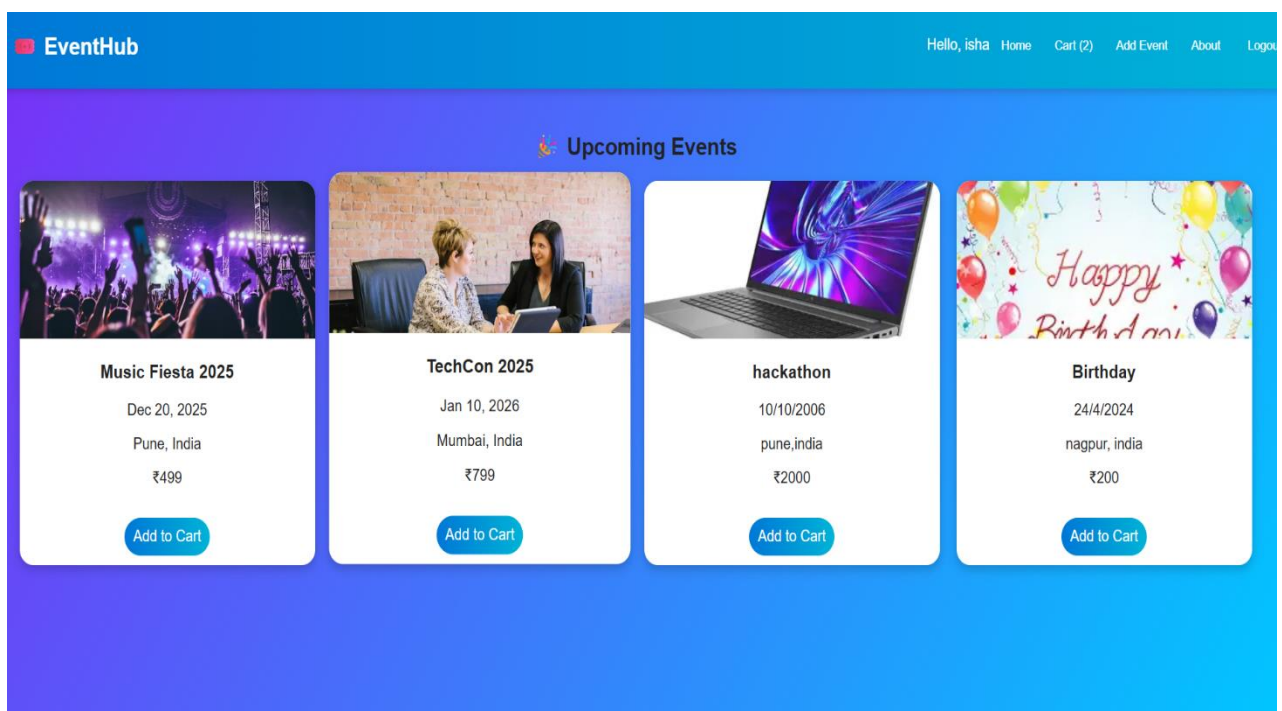 EventHub
Hello, isha Home Cart (2) Add Event About Logou
Upcoming Events
Music Fiesta 2025
Dec 20, 2025
Pune, India
₹499
Add to Cart
TechCon 2025
Jan 10, 2026
Mumbai, India
₹799
Add to Cart
hackathon
10/10/2006
pune,india
₹2000
Add to Cart
Happy
Birthday
Birthday
24/4/2024
nagpur, india
₹200
Add to Cart